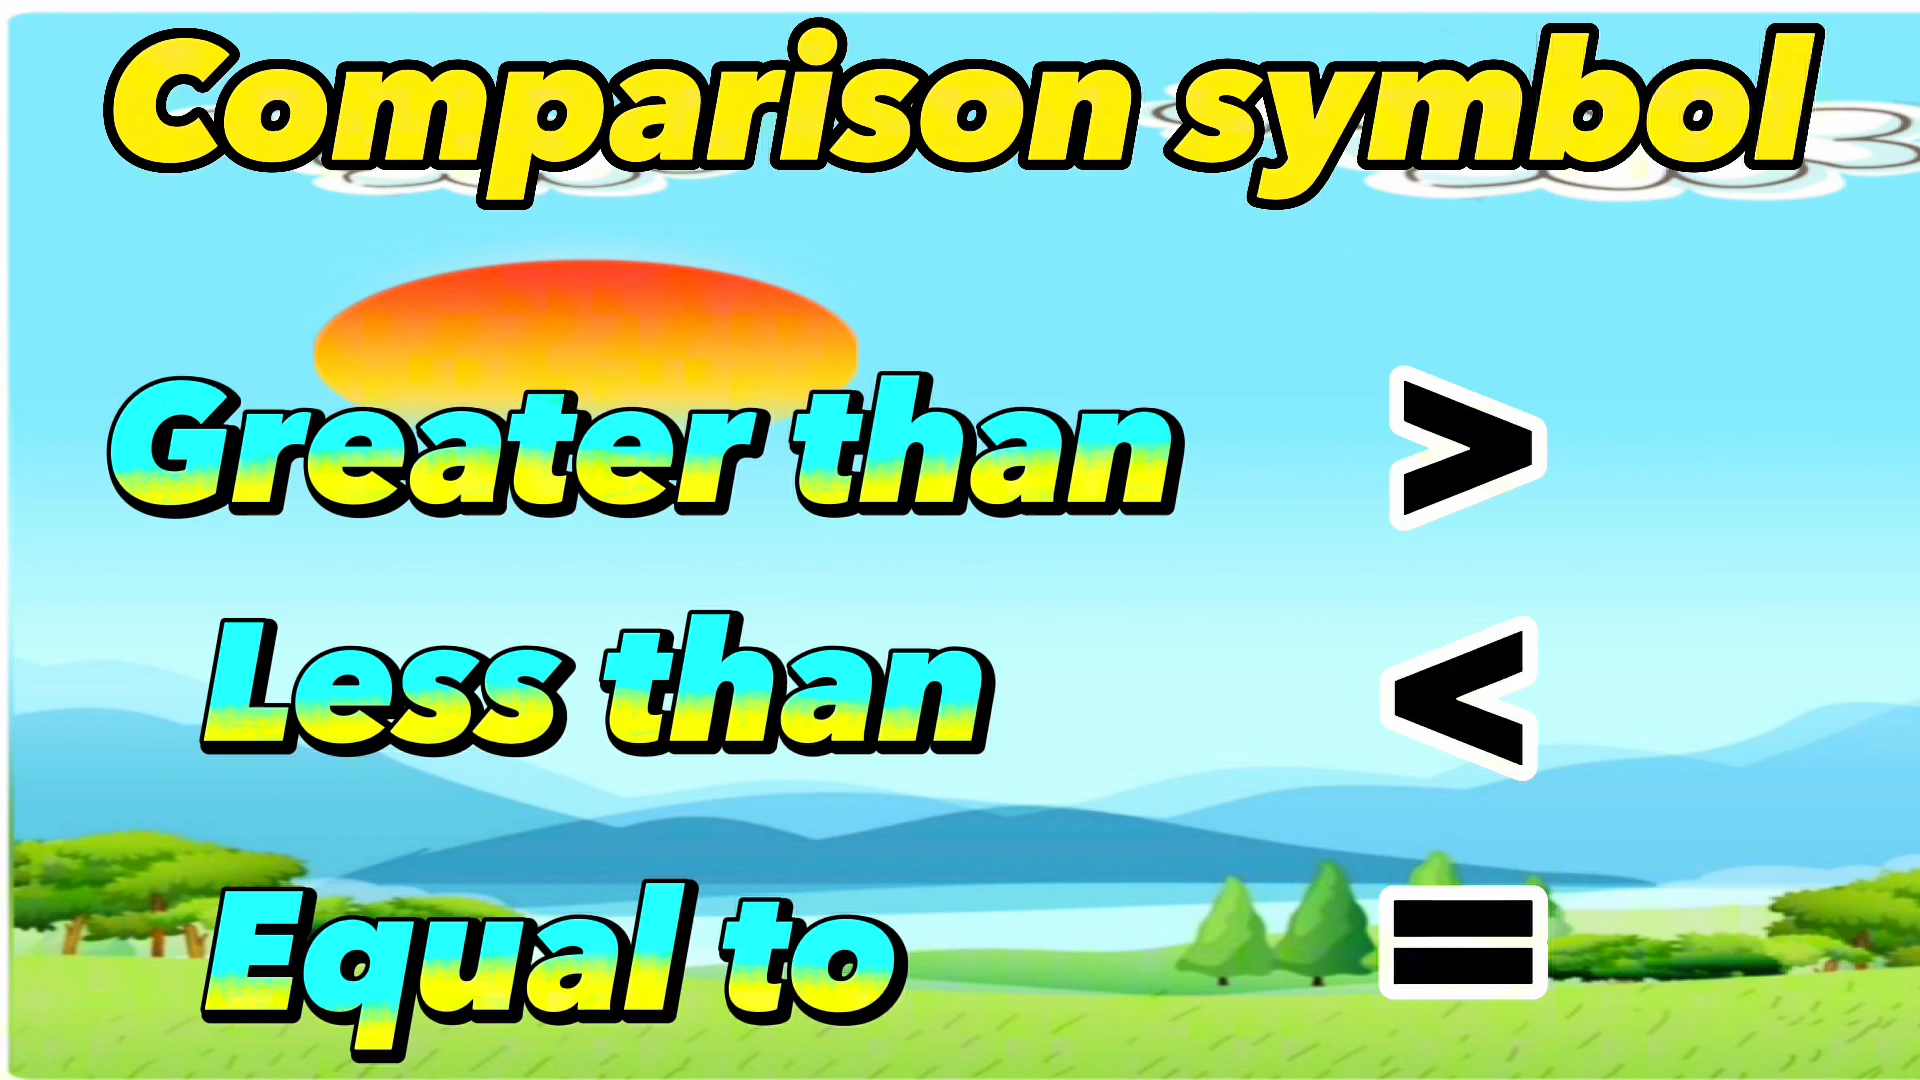 Comparison symbol
Greater than >
Less than <
Equal to =